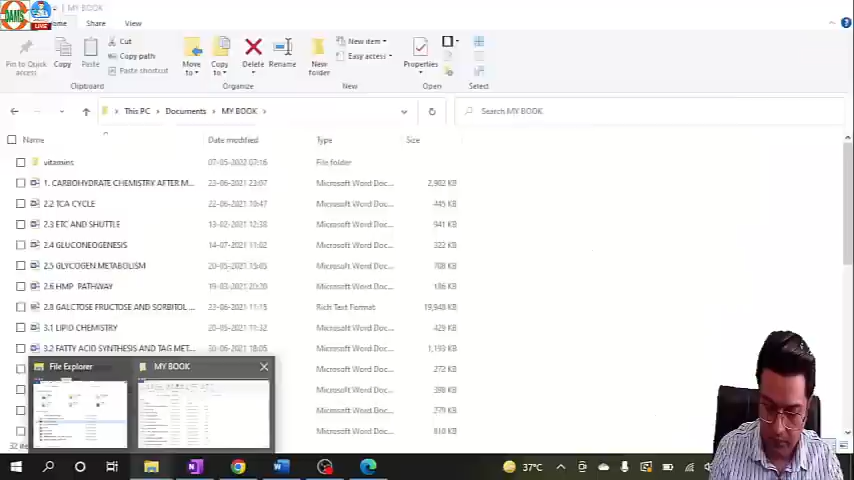 DAMS
LIVE
MY BOOK
Home Share View
Pin to Quick access
Copy
Paste
Cut
Copy path
Paste shortcut
Move to
Copy to
Delete
Rename
New folder
New item
Easy access
Properties
Clipboard
New
Open
Select
This PC > Documents > MY BOOK >
Search MY BOOK
Name Date modified Type Size
vitamins 07-05-2022 07:16 File folder
1. CARBOHYDRATE CHEMISTRY AFTER M... 23-06-2021 23:07 Microsoft Word Doc... 2,902 KB
2.2 TCA CYCLE 22-06-2021 10:47 Microsoft Word Doc... 445 KB
2.3 ETC AND SHUTTLE 13-02-2021 12:38 Microsoft Word Doc... 941 KB
2.4 GLUCONEOGENESIS 14-07-2021 11:02 Microsoft Word Doc... 322 KB
2.5 GLYCOGEN METABOLISM 20-05-2021 15:05 Microsoft Word Doc... 708 KB
2.6 HMP PATHWAY 19-03-2021 20:20 Microsoft Word Doc... 186 KB
2.8 GALCTOSE FRUCTOSE AND SORBITOL ... 22-06-2021 11:15 Rich Text Format 19,948 KB
3.1 LIPID CHEMISTRY 20-05-2021 11:32 Microsoft Word Doc... 429 KB
3.2 FATTY ACID SYNTHESIS AND TAG MET... 30-06-2021 18:05 Microsoft Word Doc... 1,193 KB
File Explorer MY BOOK
Microsoft Word Doc... 272 KB
Microsoft Word Doc... 398 KB
Microsoft Word Doc... 279 KB
Microsoft Word Doc... 810 KB
37°C